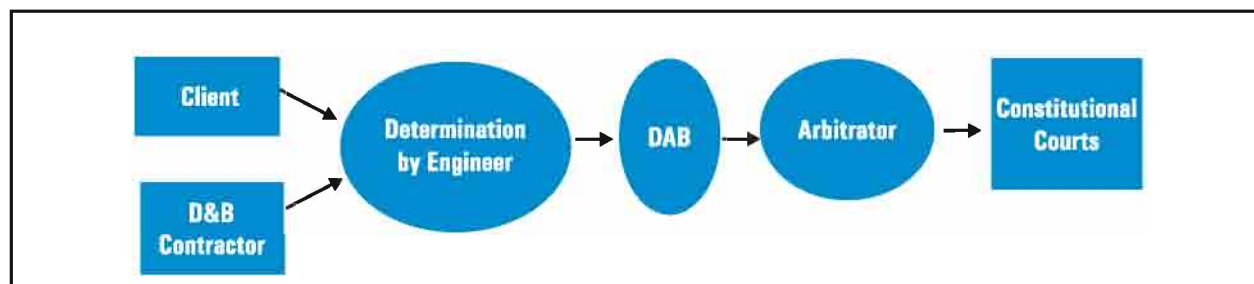 Client
D&B
Contractor
Determination
by Engineer
DAB
Arbitrator
Constitutional
Courts